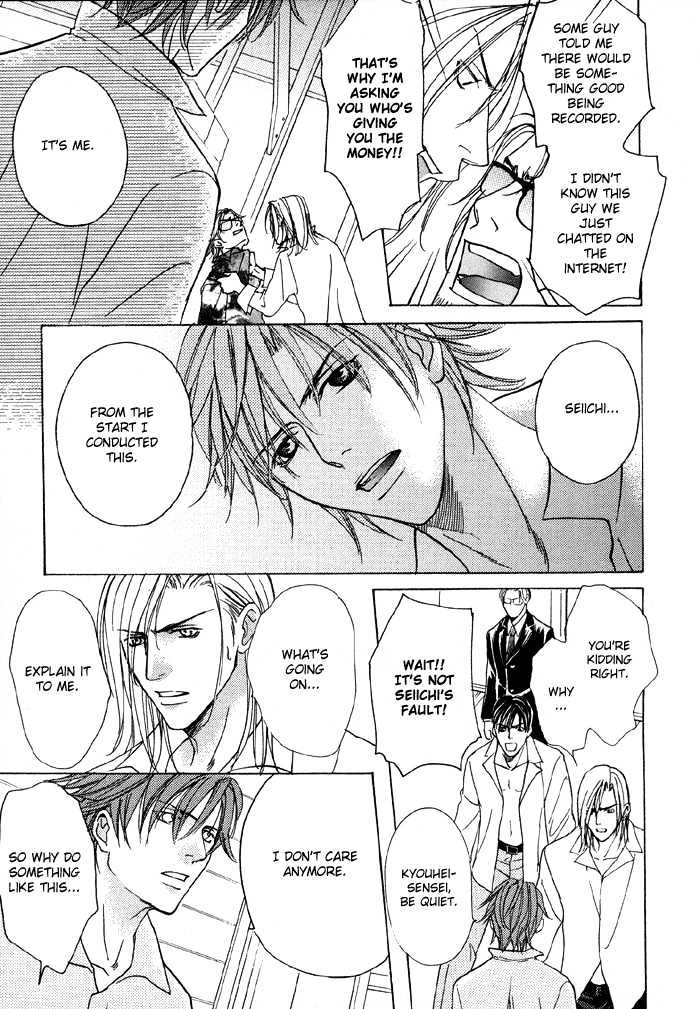 SOME GUY
TOLD ME
THERE WOULD
BE SOME-
THING GOOD
BEING
RECORDED.
I DIDN'T
KNOW THIS
GUY WE
JUST
CHATTED ON
THE
INTERNET!
THAT'S
WHY I'M
ASKING
YOU WHO'S
GIVING
YOU THE
MONEY!!
IT'S ME.
SEIICHI...
FROM THE
START I
CONDUCTED
THIS.
YOU'RE
KIDDING
RIGHT.
WHY
...
WAIT!!
IT'S NOT
SEIICHI'S
FAULT!
KYOUHEI-
SENSEI,
BE QUIET.
WHAT'S
GOING
ON...
EXPLAIN IT
TO ME.
I DON'T CARE
ANYMORE.
SO WHY DO
SOMETHING
LIKE THIS...